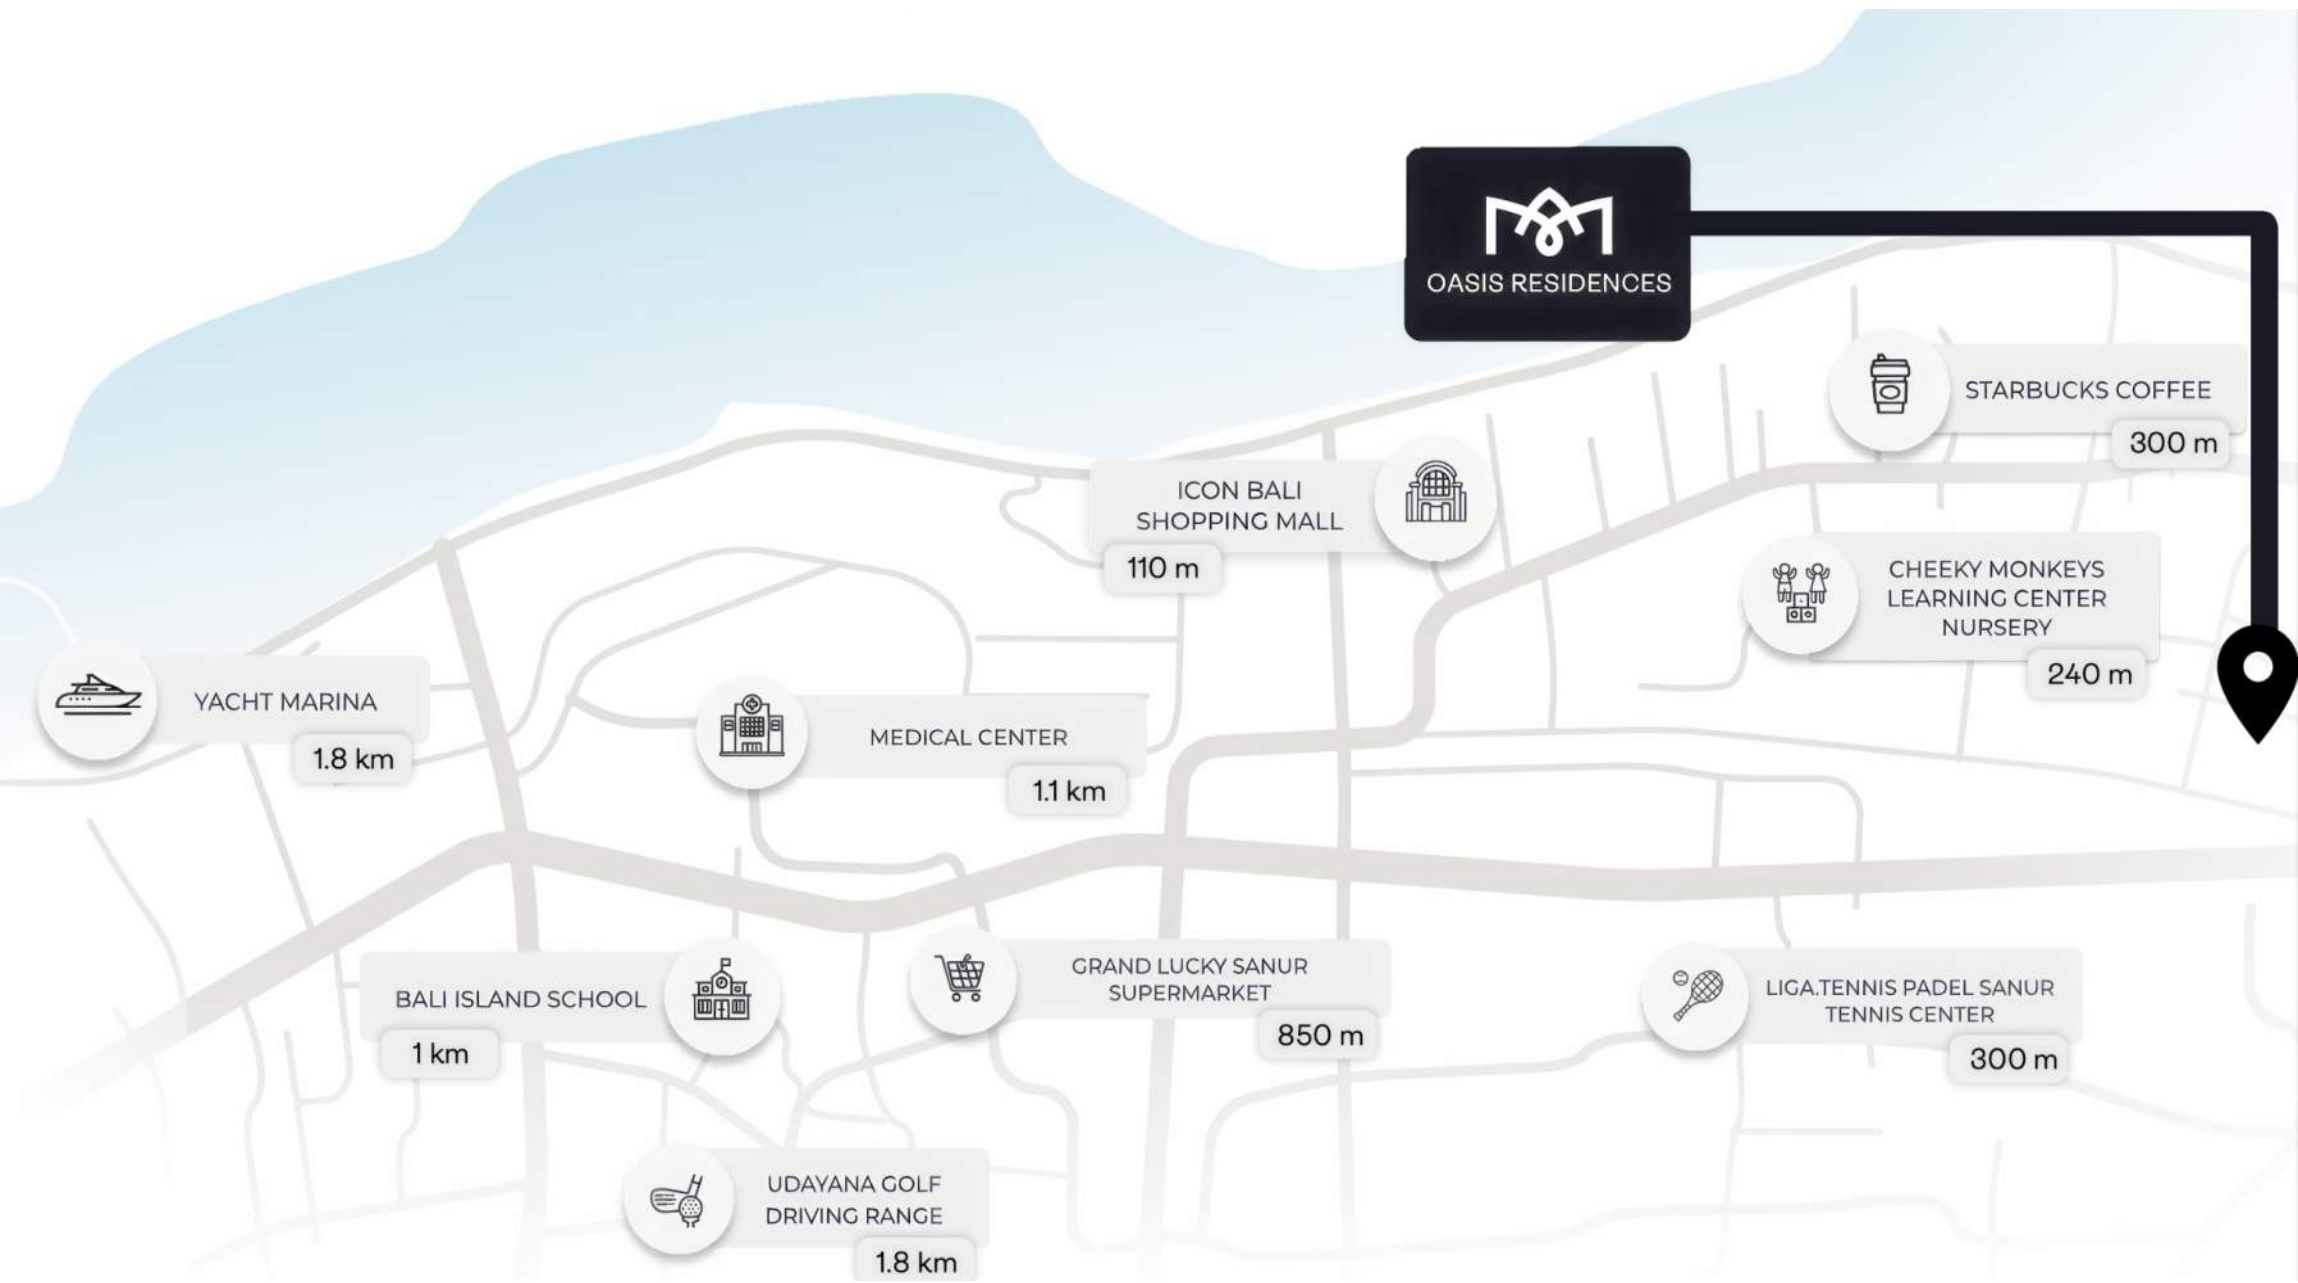 OASIS RESIDENCES
STARBUCKS COFFEE
300 m
ICON BALI
SHOPPING MALL
110 m
CHEEKY MONKEYS
LEARNING CENTER
NURSERY
240 m
YACHT MARINA
1.8 km
MEDICAL CENTER
1.1 km
BALI ISLAND SCHOOL
1 km
GRAND LUCKY SANUR
SUPERMARKET
850 m
LIGA.TENNIS PADEL SANUR
TENNIS CENTER
300 m
UDAYANA GOLF
DRIVING RANGE
1.8 km